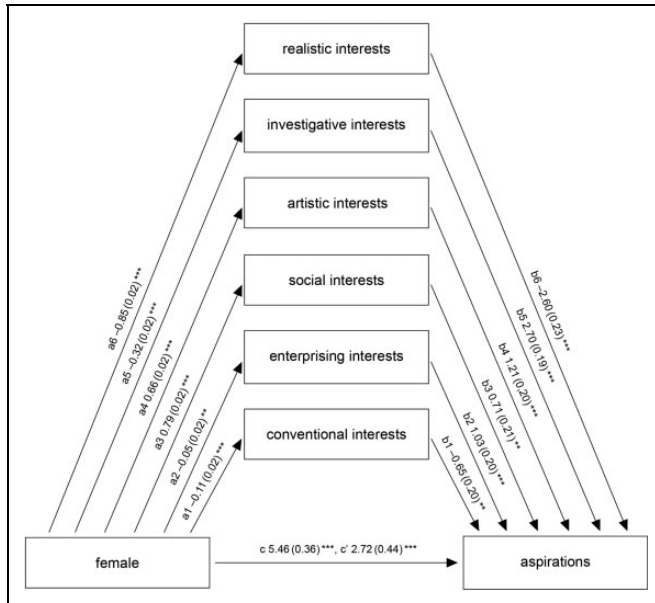 realistic interests
investigative interests
artistic interests
social interests
enterprising interests
conventional interests
a6 –0.85 (0.02) ***
a5 –0.32 (0.02) ***
a4 0.66 (0.02) ***
a3 0.79 (0.02) ***
a2 –0.05 (0.02) **
a1 –0.11 (0.02) ***
b6 –2.60 (0.23) ***
b5 2.70 (0.19) ***
b4 1.21 (0.20) ***
b3 0.71 (0.21) **
b2 1.03 (0.20) ***
b1 –0.65 (0.20) **
female
c 5.46 (0.36) ***, c' 2.72 (0.44) ***
aspirations